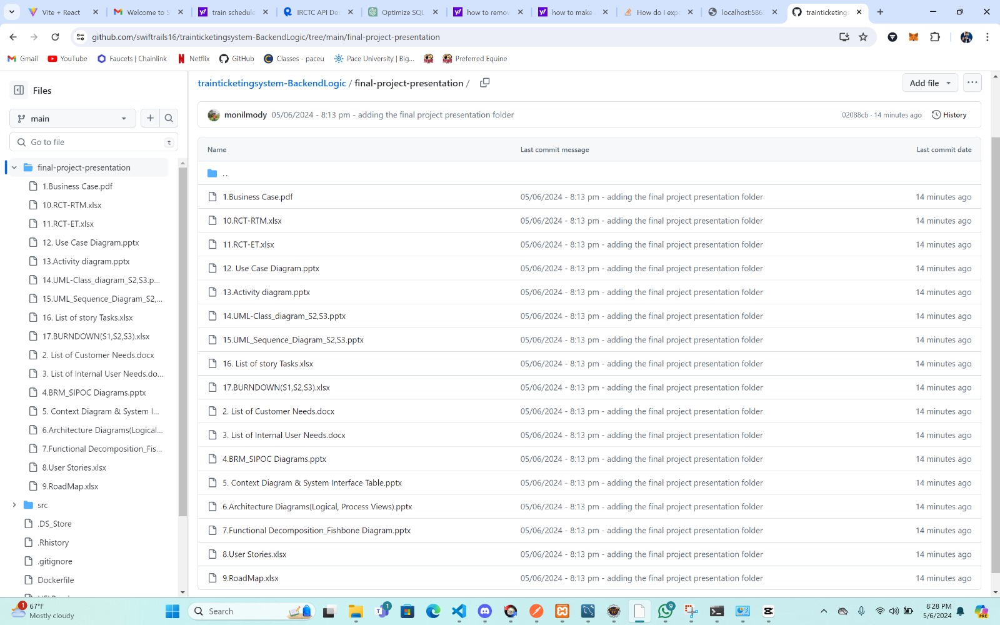 Vite + React
Welcome to S
train schedule
IRCTC API Do
Optimize SQL
how to remov
how to make
How do I expo
localhost:586
trainticketing
github.com/swiftrails16/trainticketingsystem-BackendLogic/tree/main/final-project-presentation
Gmail
YouTube
Faucets | Chainlink
Netflix
GitHub
Classes - paceu
Pace University | Big...
Preferred Equine
Files
main
Go to file
t
final-project-presentation
1.Business Case.pdf
10.RCT-RTM.xlsx
11.RCT-ET.xlsx
12. Use Case Diagram.pptx
13.Activity diagram.pptx
14.UML-Class_diagram_S2,S3.p...
15.UML_Sequence_Diagram_S2,...
16. List of story Tasks.xlsx
17.BURNDOWN(S1,S2,S3).xlsx
2. List of Customer Needs.docx
3. List of Internal User Needs.do...
4.BRM_SIPOC Diagrams.pptx
5. Context Diagram & System I...
6.Architecture Diagrams(Logical...
7.Functional Decomposition_Fis...
8.User Stories.xlsx
9.RoadMap.xlsx
src
.DS_Store
.Rhistory
.gitignore
Dockerfile
trainticketingsystem-BackendLogic / final-project-presentation /
Add file
monilmody 05/06/2024 - 8:13 pm - adding the final project presentation folder
02088cb · 14 minutes ago
History
Name Last commit message Last commit date
..
1.Business Case.pdf 05/06/2024 - 8:13 pm - adding the final project presentation folder 14 minutes ago
10.RCT-RTM.xlsx 05/06/2024 - 8:13 pm - adding the final project presentation folder 14 minutes ago
11.RCT-ET.xlsx 05/06/2024 - 8:13 pm - adding the final project presentation folder 14 minutes ago
12. Use Case Diagram.pptx 05/06/2024 - 8:13 pm - adding the final project presentation folder 14 minutes ago
13.Activity diagram.pptx 05/06/2024 - 8:13 pm - adding the final project presentation folder 14 minutes ago
14.UML-Class_diagram_S2,S3.pptx 05/06/2024 - 8:13 pm - adding the final project presentation folder 14 minutes ago
15.UML_Sequence_Diagram_S2,S3.pptx 05/06/2024 - 8:13 pm - adding the final project presentation folder 14 minutes ago
16. List of story Tasks.xlsx 05/06/2024 - 8:13 pm - adding the final project presentation folder 14 minutes ago
17.BURNDOWN(S1,S2,S3).xlsx 05/06/2024 - 8:13 pm - adding the final project presentation folder 14 minutes ago
2. List of Customer Needs.docx 05/06/2024 - 8:13 pm - adding the final project presentation folder 14 minutes ago
3. List of Internal User Needs.docx 05/06/2024 - 8:13 pm - adding the final project presentation folder 14 minutes ago
4.BRM_SIPOC Diagrams.pptx 05/06/2024 - 8:13 pm - adding the final project presentation folder 14 minutes ago
5. Context Diagram & System Interface Table.pptx 05/06/2024 - 8:13 pm - adding the final project presentation folder 14 minutes ago
6.Architecture Diagrams(Logical, Process Views).pptx 05/06/2024 - 8:13 pm - adding the final project presentation folder 14 minutes ago
7.Functional Decomposition_Fishbone Diagram.pptx 05/06/2024 - 8:13 pm - adding the final project presentation folder 14 minutes ago
8.User Stories.xlsx 05/06/2024 - 8:13 pm - adding the final project presentation folder 14 minutes ago
9.RoadMap.xlsx 05/06/2024 - 8:13 pm - adding the final project presentation folder 14 minutes ago
1
67°F
Mostly cloudy
Search
1
9
8:28 PM
5/6/2024
PRE